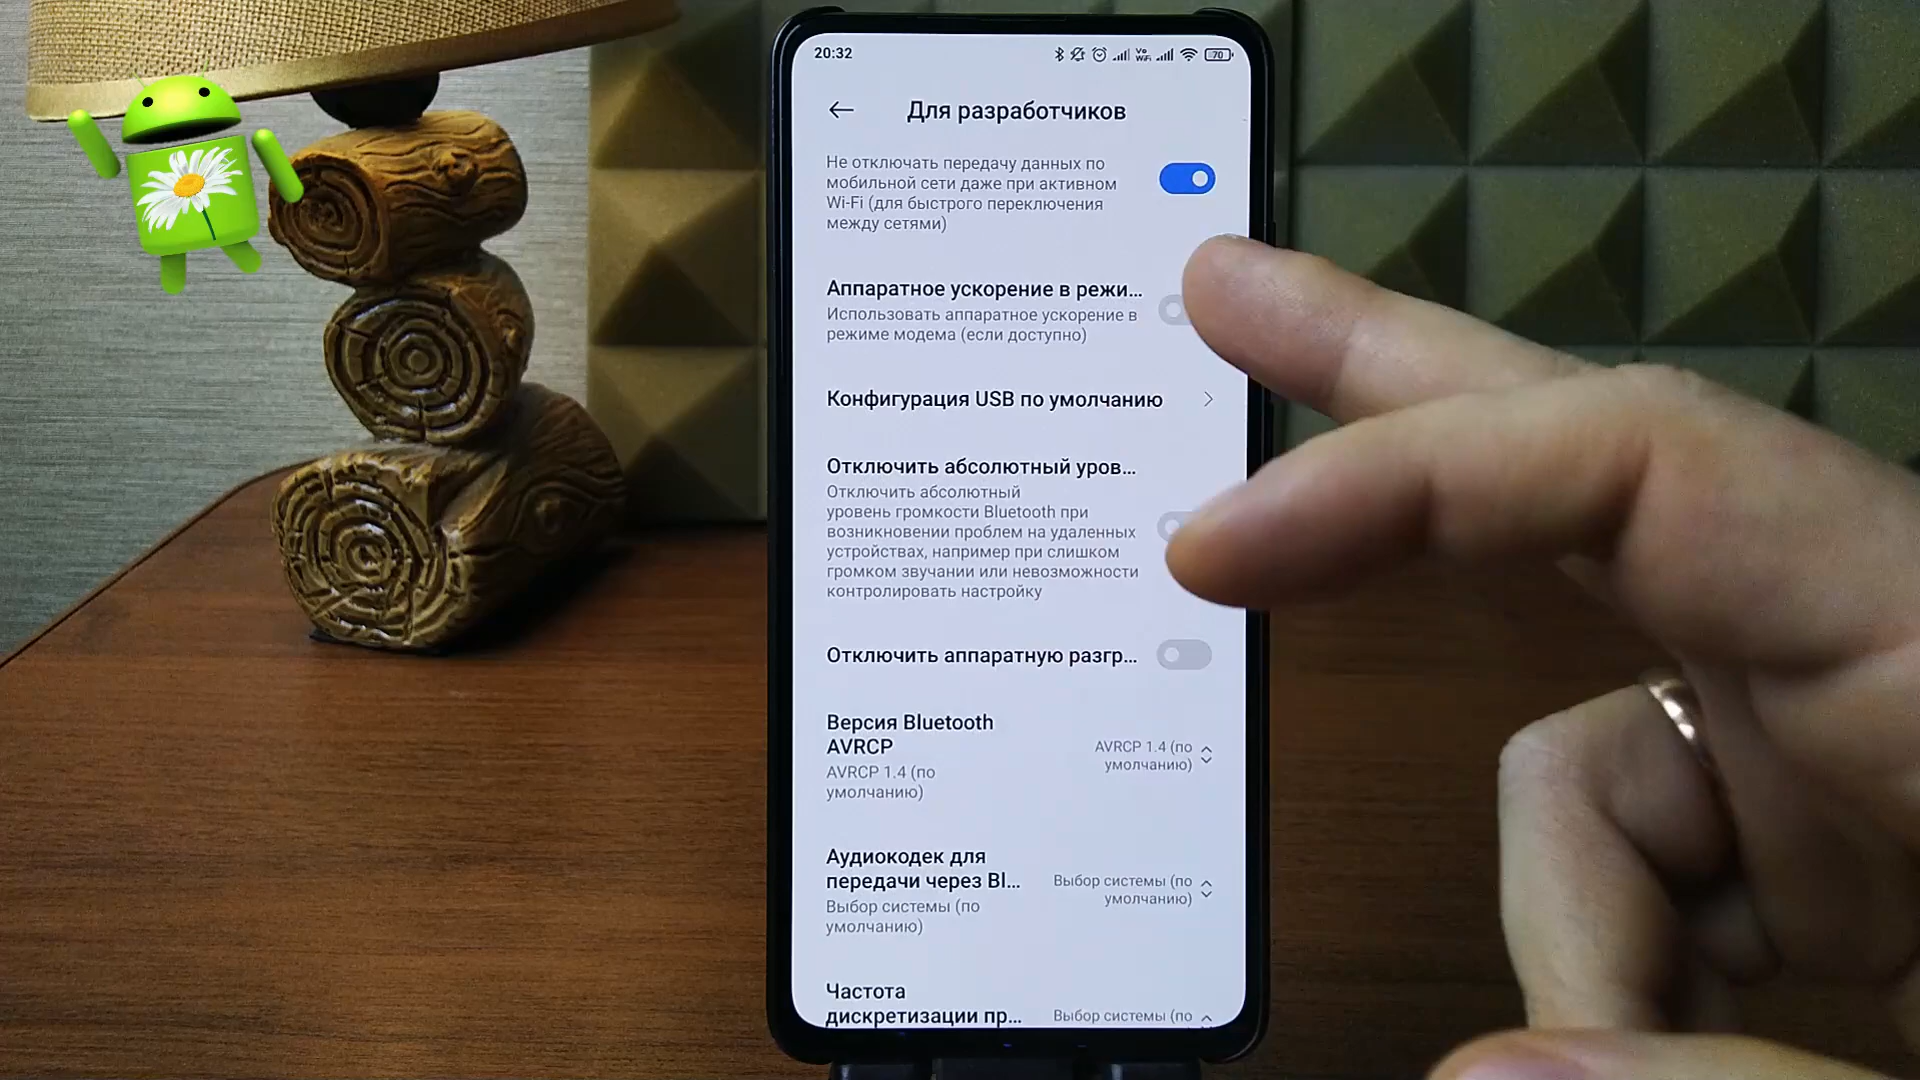 20:32
Vo
WiFi
70
Для разработчиков
Не отключать передачу данных по
мобильной сети даже при активном
Wi-Fi (для быстрого переключения
между сетями)
Аппаратное ускорение в режи...
Использовать аппаратное ускорение в
режиме модема (если доступно)
Конфигурация USB по умолчанию
Отключить абсолютный уров...
Отключить абсолютный
уровень громкости Bluetooth при
возникновении проблем на удаленных
устройствах, например при слишком
громком звучании или невозможности
контролировать настройку
Отключить аппаратную разгр...
Версия Bluetooth
AVRCP
AVRCP 1.4 (по
умолчанию)
AVRCP 1.4 (по
умолчанию)
Аудиокодек для
передачи через Bl...
Выбор системы (по
умолчанию)
Выбор системы (по
умолчанию)
Частота
дискретизации пр...
Выбор системы (по